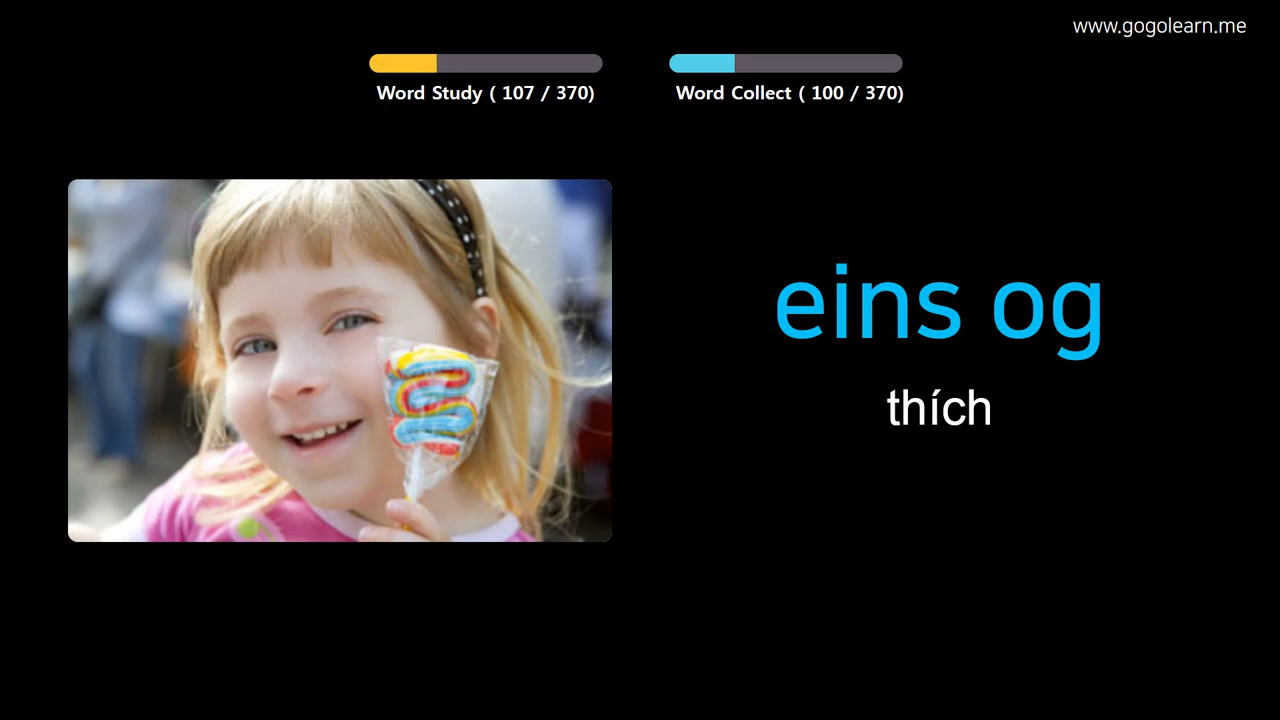 www.gogolearn.me
Word Study ( 107 / 370)
Word Collect ( 100 / 370)
eins og
thích